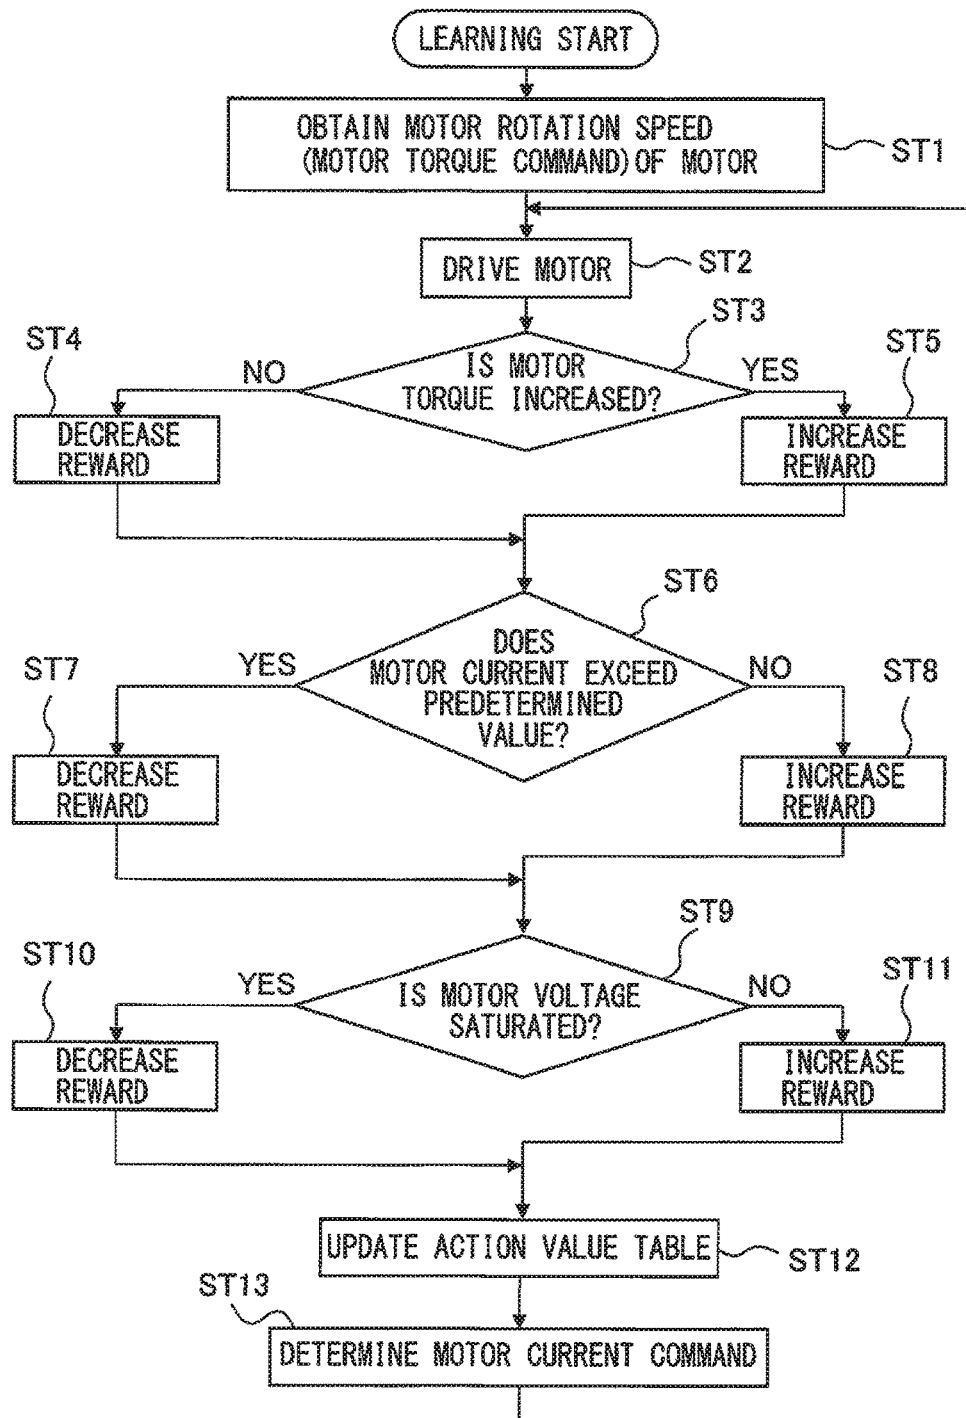 LEARNING START
OBTAIN MOTOR ROTATION SPEED
(MOTOR TORQUE COMMAND) OF MOTOR
ST1
DRIVE MOTOR
ST2
ST3
IS MOTOR
TORQUE INCREASED?
NO
YES
ST4
DECREASE
REWARD
ST5
INCREASE
REWARD
ST6
DOES
MOTOR CURRENT EXCEED
PREDETERMINED
VALUE?
YES
NO
ST7
DECREASE
REWARD
ST8
INCREASE
REWARD
ST9
IS MOTOR VOLTAGE
SATURATED?
YES
NO
ST10
DECREASE
REWARD
ST11
INCREASE
REWARD
UPDATE ACTION VALUE TABLE
ST12
ST13
DETERMINE MOTOR CURRENT COMMAND